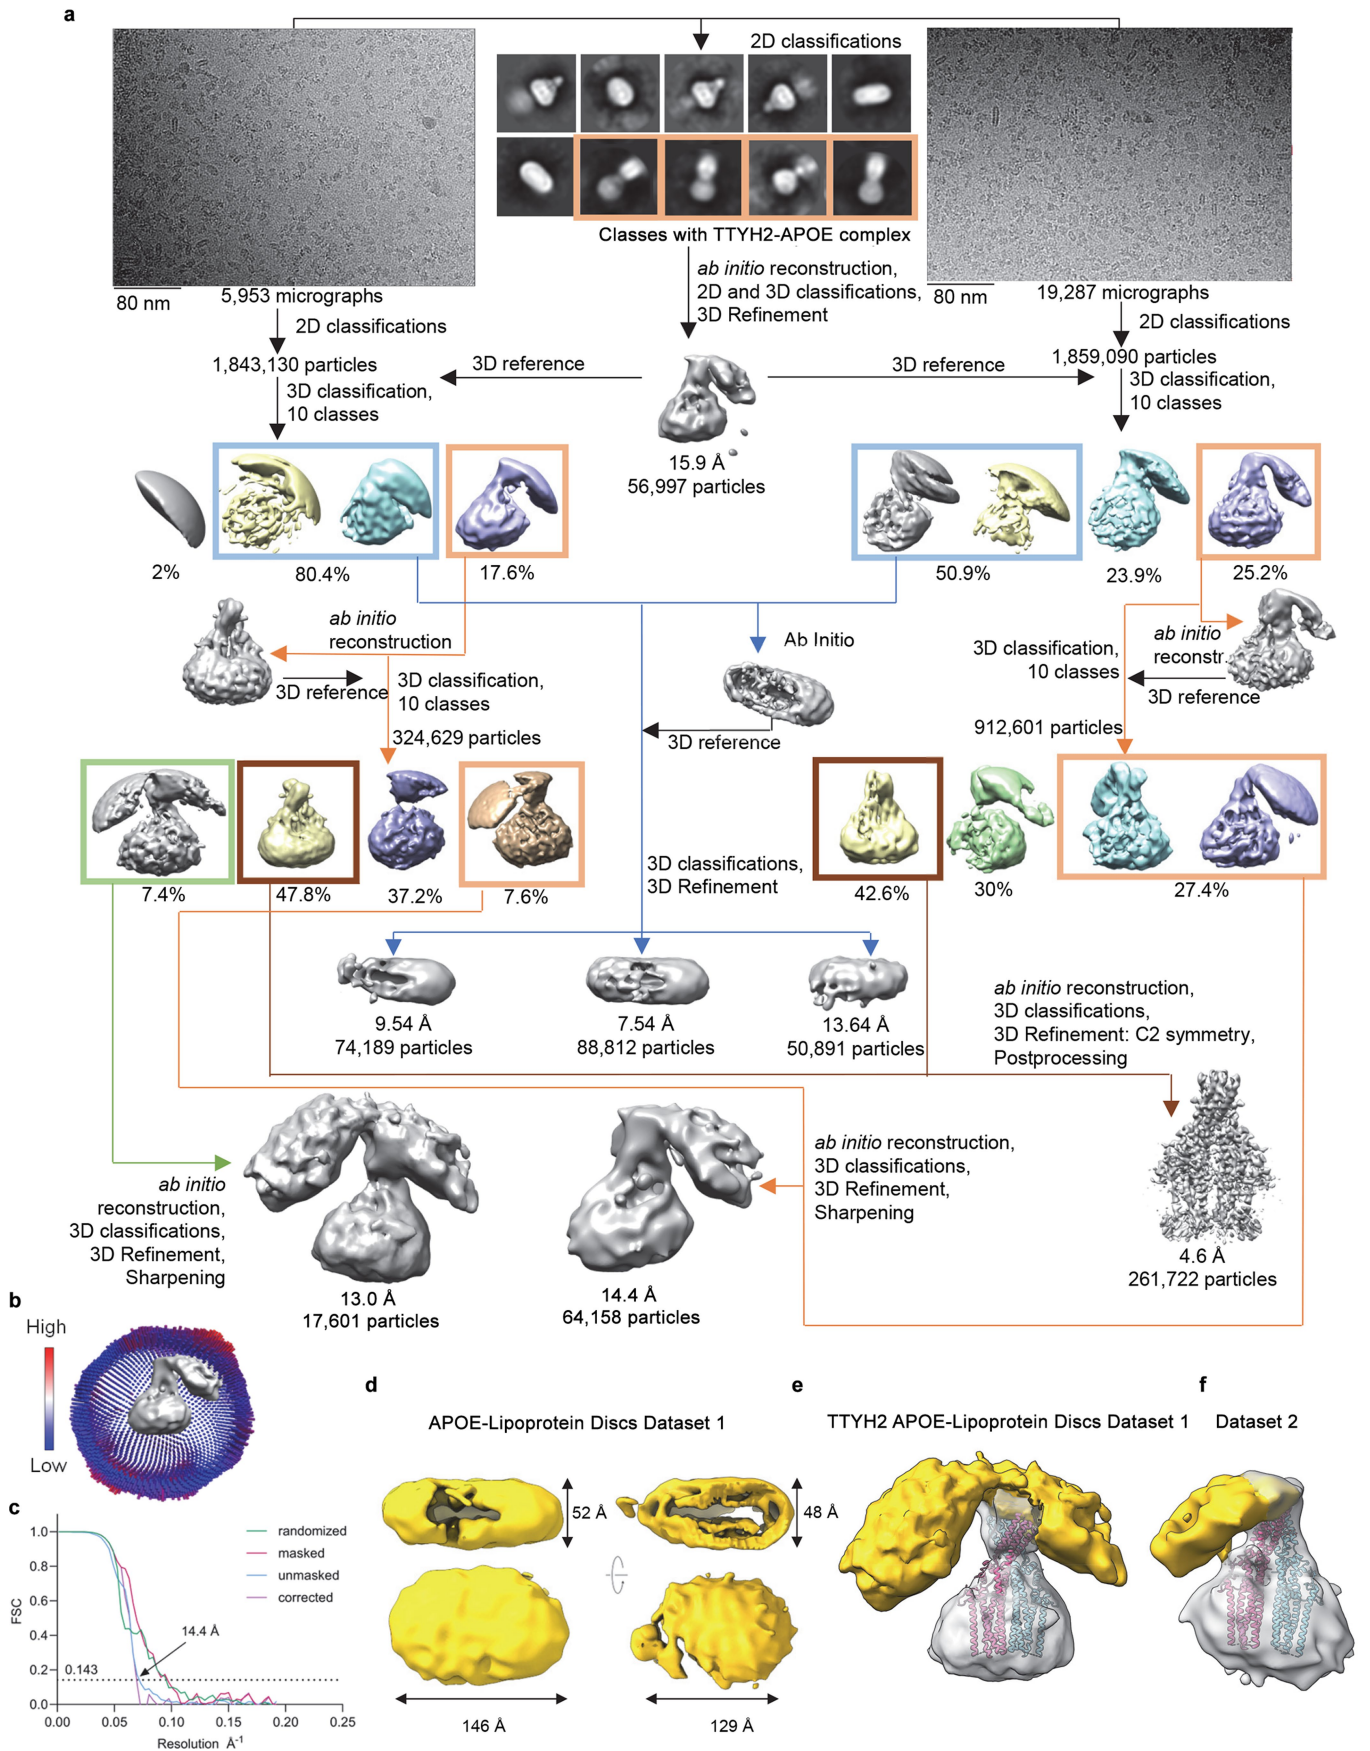 a
2D classifications
Classes with TTYH2-APOE complex
80 nm
5,953 micrographs
ab initio reconstruction,
2D and 3D classifications,
3D Refinement
80 nm
19,287 micrographs
2D classifications
2D classifications
1,843,130 particles
3D reference
3D reference
1,859,090 particles
3D classification,
10 classes
3D classification,
10 classes
15.9 Å
56,997 particles
2%
80.4%
17.6%
50.9%
23.9%
25.2%
ab initio
reconstruction
Ab Initio
3D classification,
10 classes
ab initio
reconstr.
3D reference
3D classification,
10 classes
3D reference
324,629 particles
3D reference
912,601 particles
3D classifications,
3D Refinement
7.4%
47.8%
37.2%
7.6%
42.6%
30%
27.4%
9.54 Å
74,189 particles
7.54 Å
88,812 particles
13.64 Å
50,891 particles
ab initio reconstruction,
3D classifications,
3D Refinement: C2 symmetry,
Postprocessing
ab initio
reconstruction,
3D classifications,
3D Refinement,
Sharpening
ab initio reconstruction,
3D classifications,
3D Refinement,
Sharpening
13.0 Å
17,601 particles
14.4 Å
64,158 particles
4.6 Å
261,722 particles
b
High
Low
c
1.0
0.8
0.6
0.4
0.2
0.0
FSC
randomized
masked
unmasked
corrected
14.4 Å
0.143
0.00 0.05 0.10 0.15 0.20 0.25
Resolution Å-1
d
APOE-Lipoprotein Discs Dataset 1
52 Å
48 Å
146 Å
129 Å
e
TTYH2 APOE-Lipoprotein Discs Dataset 1
f
Dataset 2